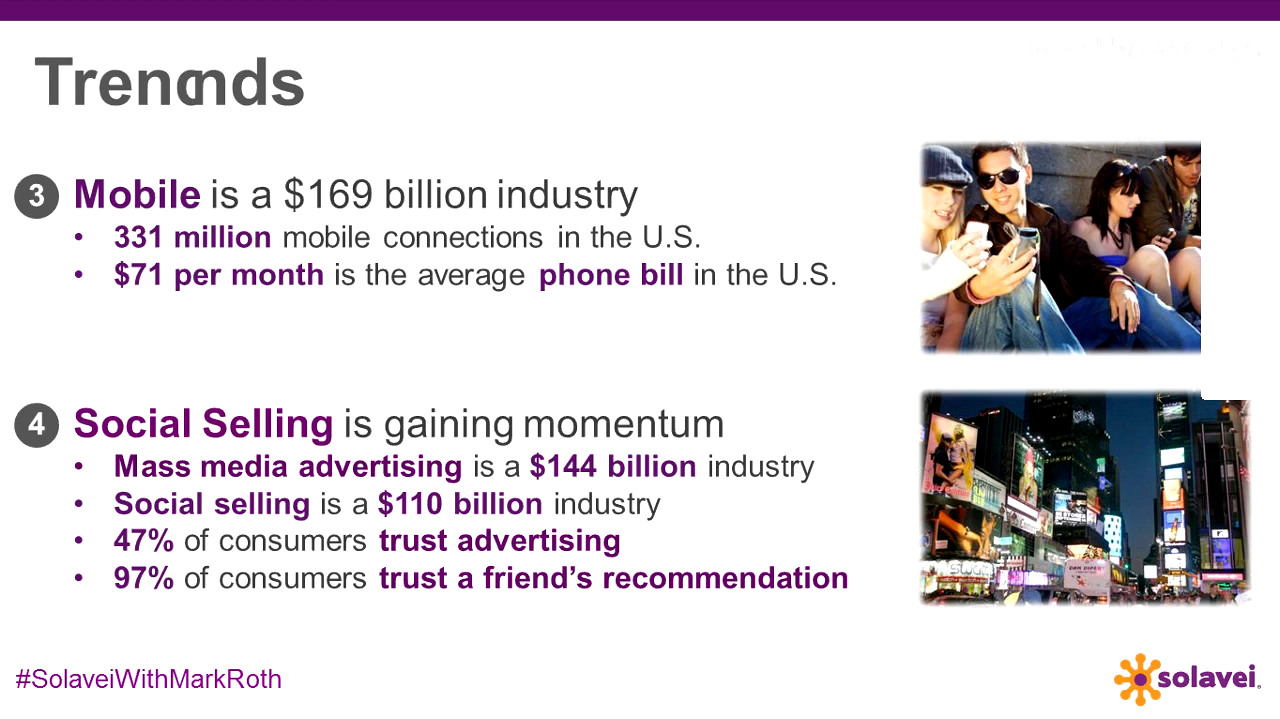 Trennds
3 Mobile is a $169 billion industry
• 331 million mobile connections in the U.S.
• $71 per month is the average phone bill in the U.S.
4 Social Selling is gaining momentum
• Mass media advertising is a $144 billion industry
• Social selling is a $110 billion industry
• 47% of consumers trust advertising
• 97% of consumers trust a friend’s recommendation
#SolaveiWithMarkRoth
solavei